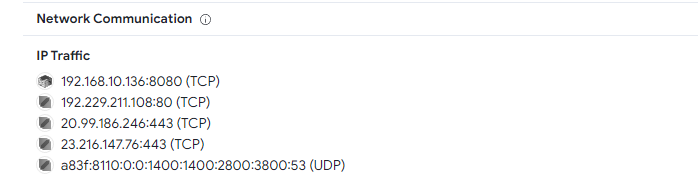 Network Communication
IP Traffic
192.168.10.136:8080 (TCP)
192.229.211.108:80 (TCP)
20.99.186.246:443 (TCP)
23.216.147.76:443 (TCP)
a83f:8110:0:0:1400:1400:2800:3800:53 (UDP)